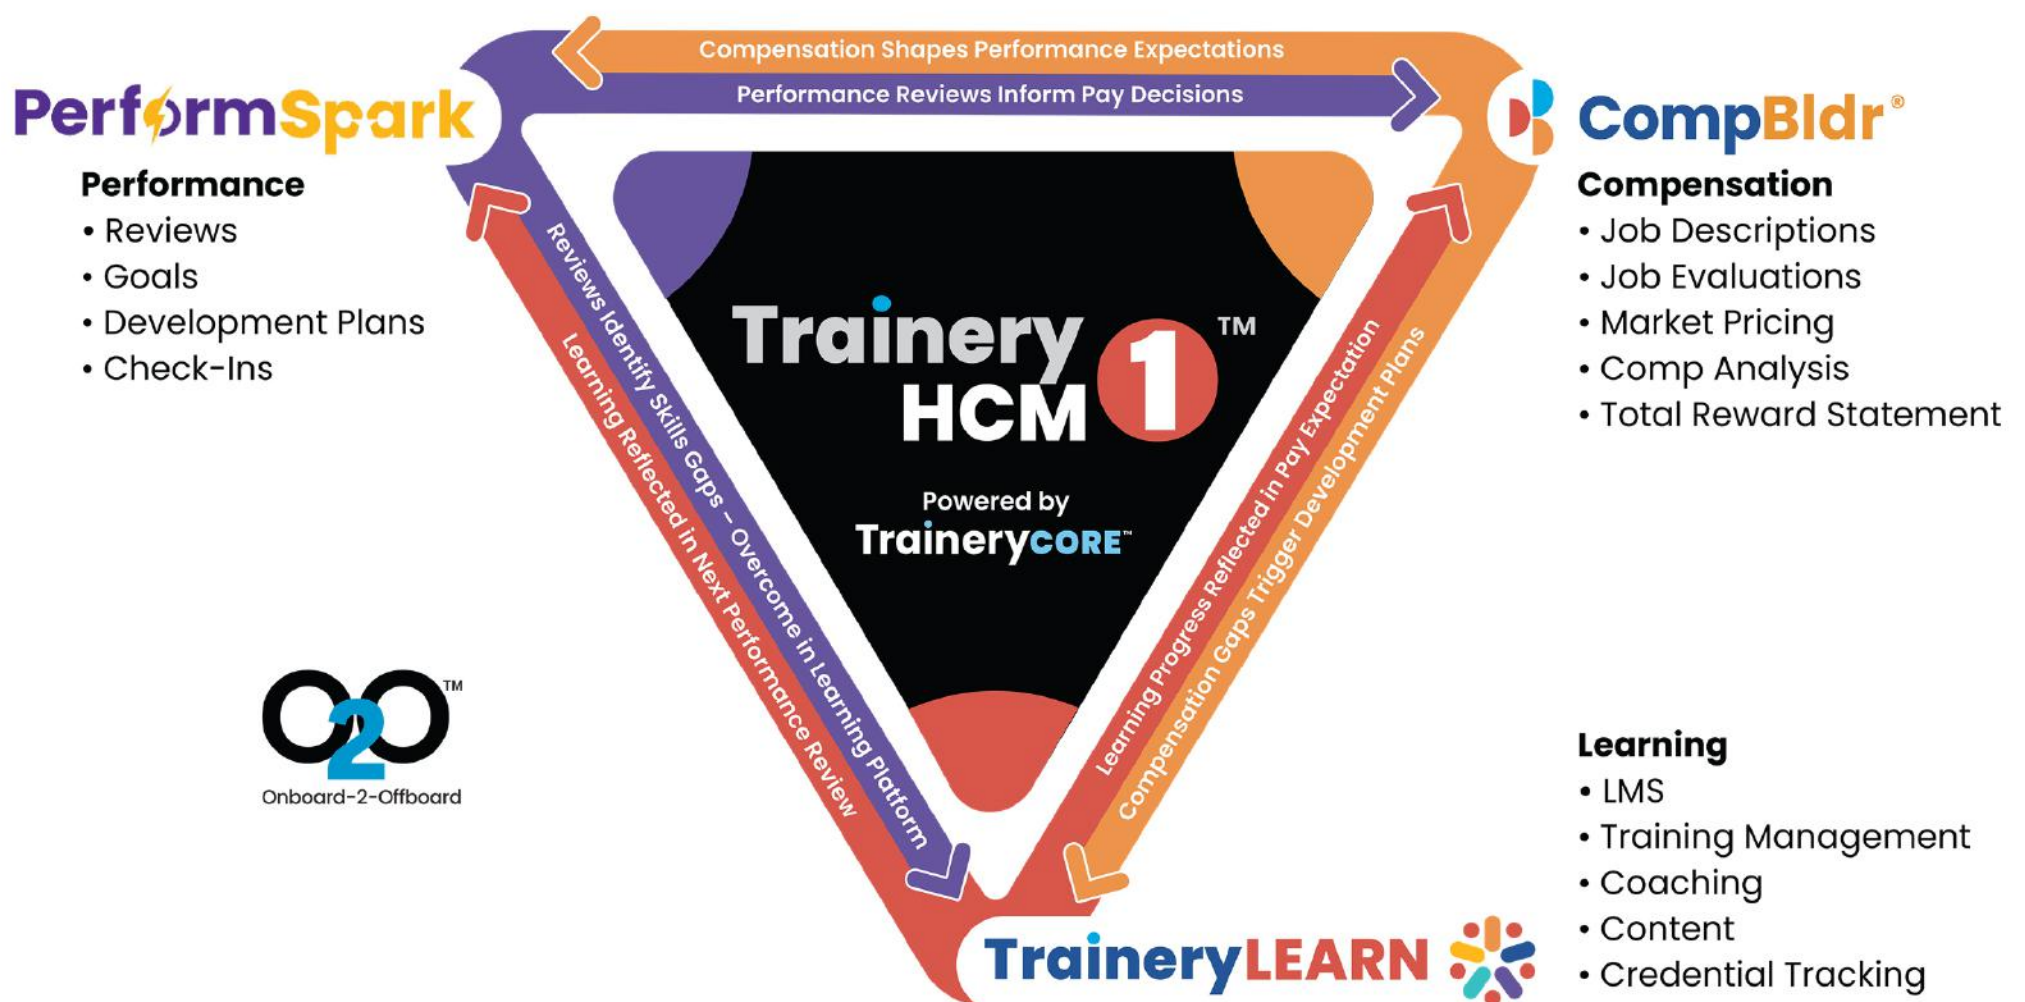 Compensation Shapes Performance Expectations
Performance Reviews Inform Pay Decisions
PerformSpark
Performance
• Reviews
• Goals
• Development Plans
• Check-Ins
CompBldr®
Compensation
• Job Descriptions
• Job Evaluations
• Market Pricing
• Comp Analysis
• Total Reward Statement
Reviews Identify Skills Gaps – Overcome in Learning Platform
Learning Reflected in Next Performance Review
Trainery
HCM 1 ™
Powered by
TraineryCORE™
Learning Progress Reflected in Pay Expectation
Compensation Gaps Trigger Development Plans
O2O™
Onboard-2-Offboard
Learning
• LMS
• Training Management
• Coaching
• Content
• Credential Tracking
TraineryLEARN